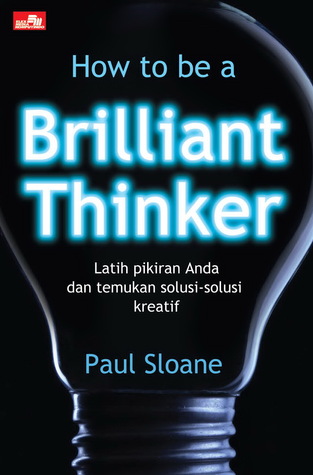 How to be a
Brilliant
Thinker
Latih pikiran Anda
dan temukan solusi-solusi
kreatif
Paul Sloane